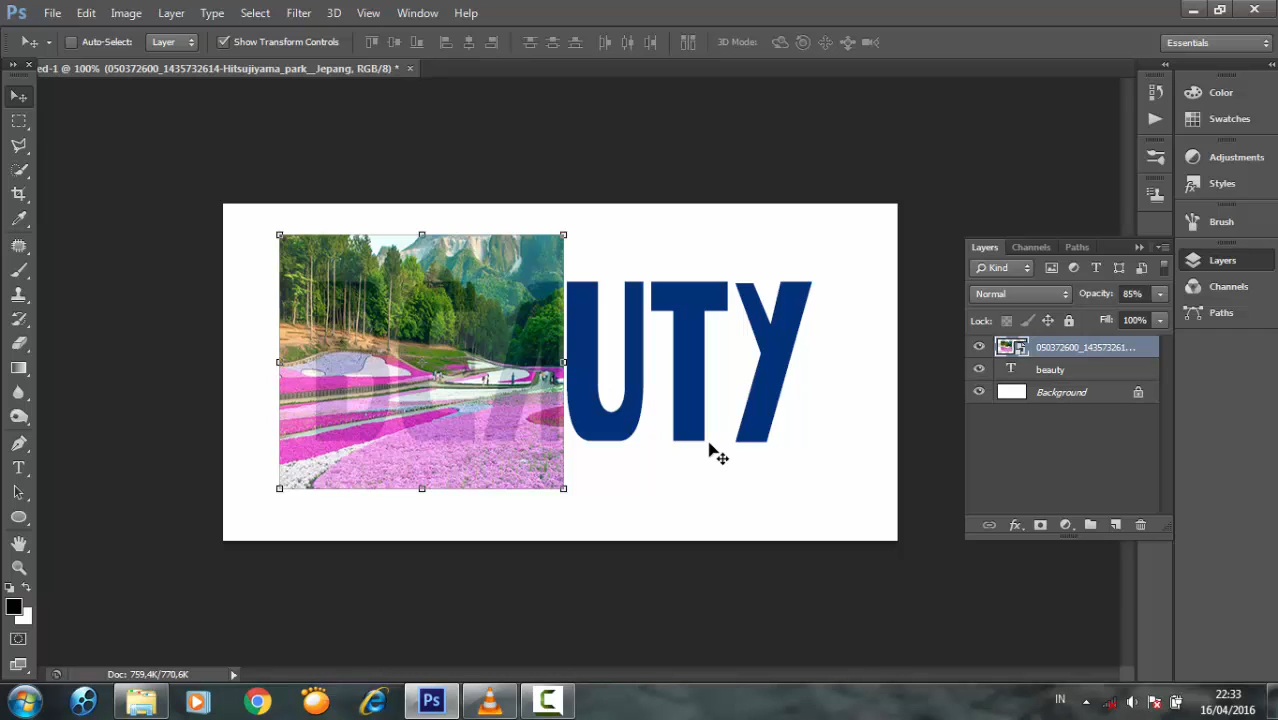 Ps File Edit Image Layer Type Select Filter 3D View Window Help
Auto-Select: Layer Show Transform Controls 3D Mode: Essentials
ed-1 @ 100% (050372600_1435732614-Hitsujiyama_park__Jepang, RGB/8) *
Color
Swatches
Adjustments
Styles
Brush
Layers
Channels
Paths
Layers Channels Paths
Kind
Normal Opacity: 85%
Lock: Fill: 100%
050372600_143573261...
beauty
Background
BEAUTY
Doc: 759,4K/770,6K
Ps IN 22:33
16/04/2016